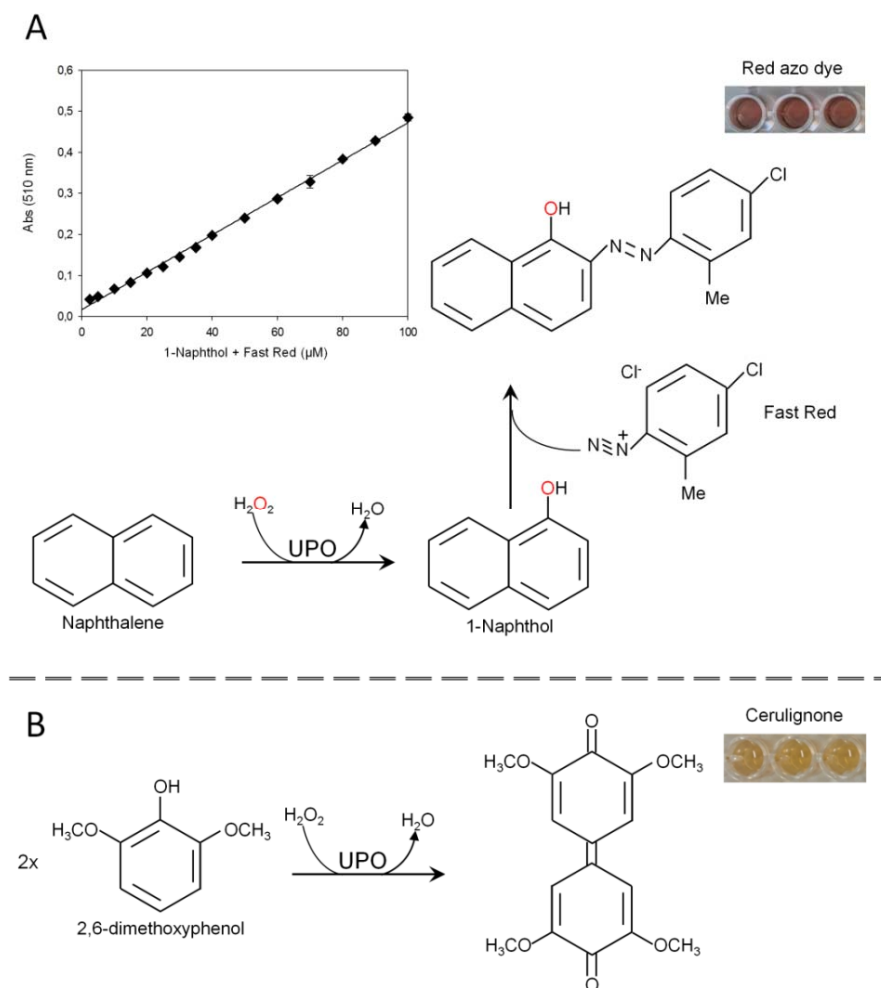 A
Red azo dye
0,6
0,5
0,4
0,3
0,2
0,1
0,0
Abs (510 nm)
0 20 40 60 80 100
1-Naphthol + Fast Red (µM)
OH
N
N
Cl
Me
Cl-
Cl
Fast Red
N
N
+
Me
H2O2
H2O
UPO
OH
Naphthalene
1-Naphthol
B
Cerulignone
O
H3CO
OCH3
OH
H3CO
OCH3
H2O2
H2O
2x
UPO
2,6-dimethoxyphenol
H3CO
OCH3
O